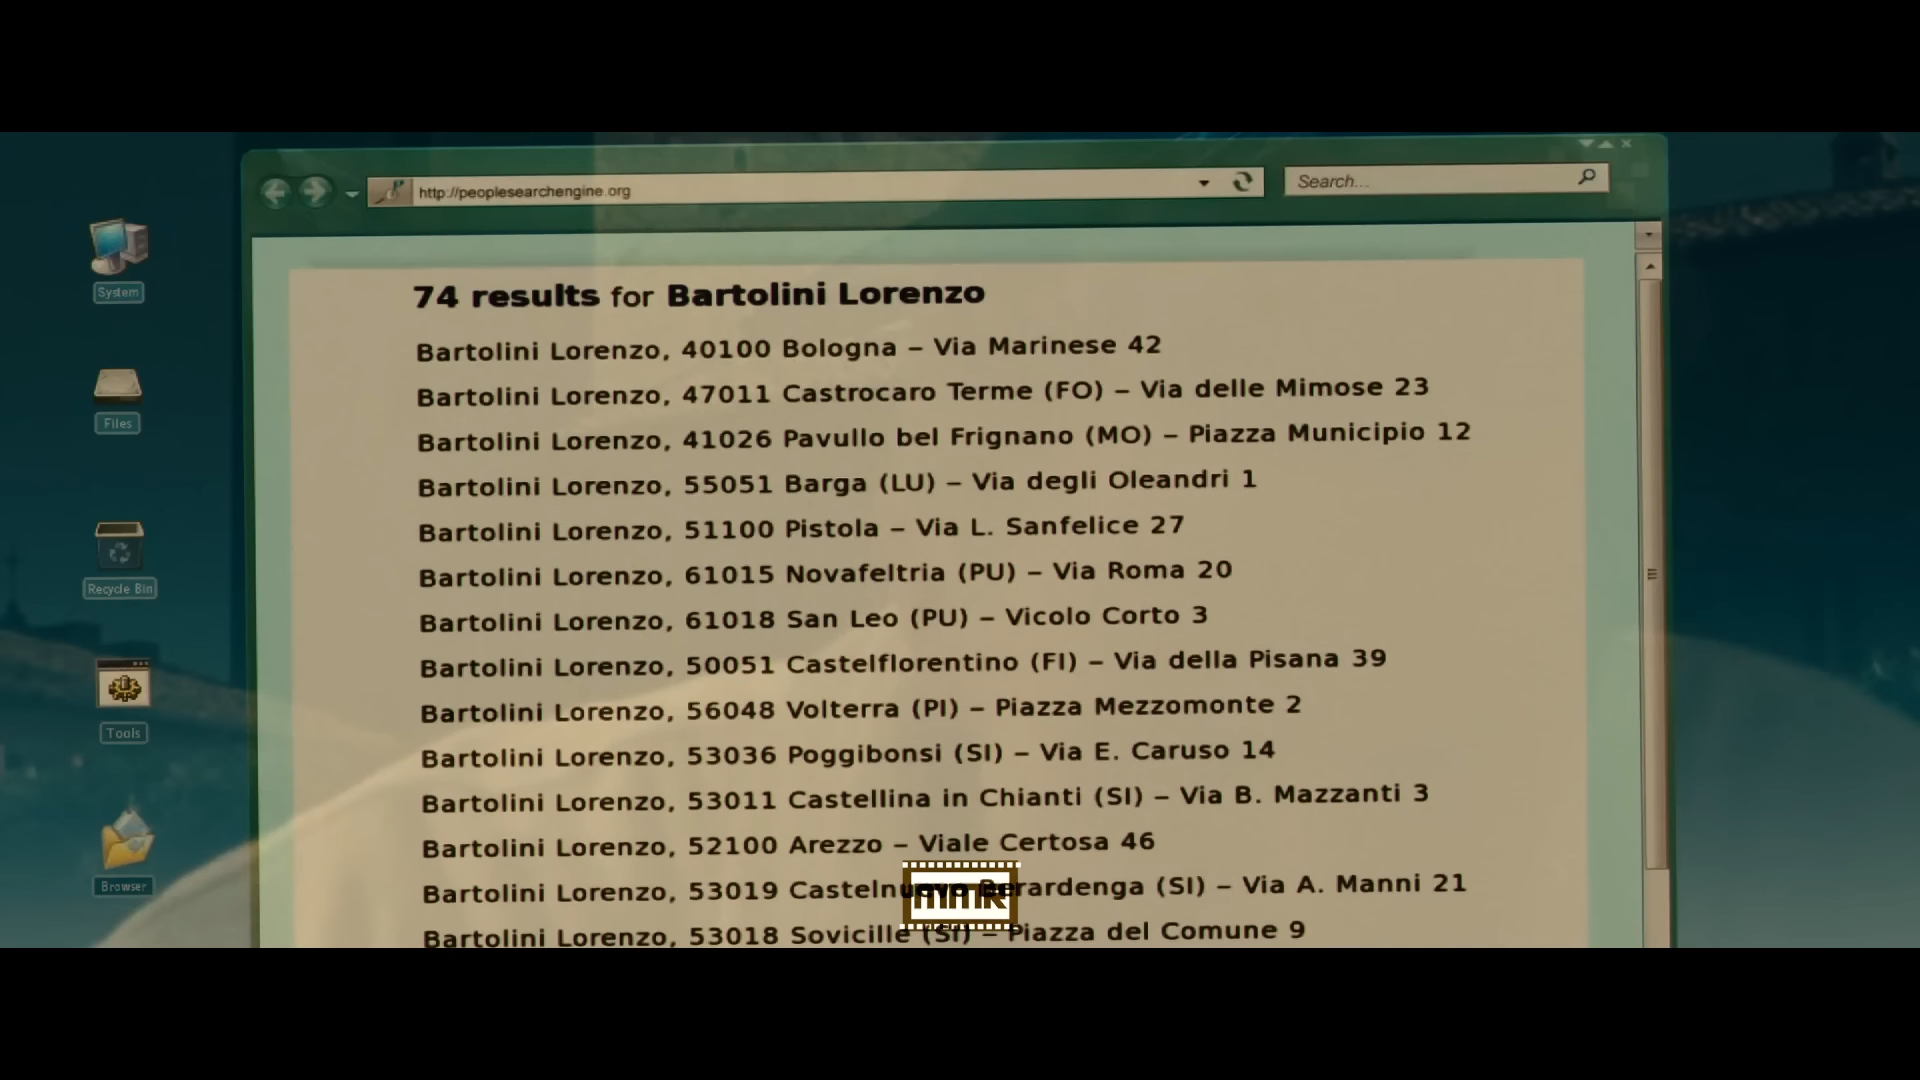 http://peoplesearchengine.org
Search...
74 results for Bartolini Lorenzo
Bartolini Lorenzo, 40100 Bologna – Via Marinese 42
Bartolini Lorenzo, 47011 Castrocaro Terme (FO) – Via delle Mimose 23
Bartolini Lorenzo, 41026 Pavullo bel Frignano (MO) – Piazza Municipio 12
Bartolini Lorenzo, 55051 Barga (LU) – Via degli Oleandri 1
Bartolini Lorenzo, 51100 Pistola – Via L. Sanfelice 27
Bartolini Lorenzo, 61015 Novafeltria (PU) – Via Roma 20
Bartolini Lorenzo, 61018 San Leo (PU) – Vicolo Corto 3
Bartolini Lorenzo, 50051 Castelflorentino (FI) – Via della Pisana 39
Bartolini Lorenzo, 56048 Volterra (PI) – Piazza Mezzomonte 2
Bartolini Lorenzo, 53036 Poggibonsi (SI) – Via E. Caruso 14
Bartolini Lorenzo, 53011 Castellina in Chianti (SI) – Via B. Mazzanti 3
Bartolini Lorenzo, 52100 Arezzo – Viale Certosa 46
Bartolini Lorenzo, 53019 Castelnuovo Berardenga (SI) – Via A. Manni 21
Bartolini Lorenzo, 53018 Sovicille (SI) – Piazza del Comune 9
System
Files
Recycle Bin
Tools
Browser